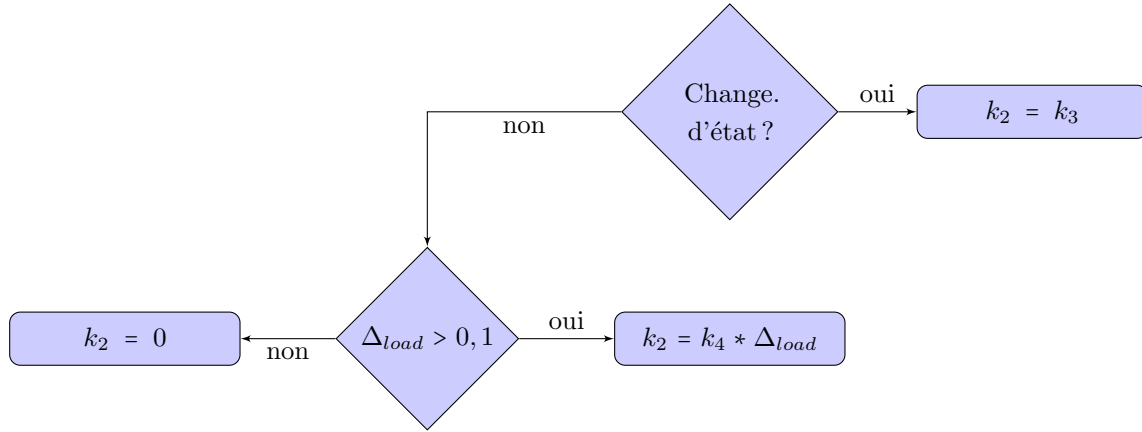 Change.
d'état ?
oui
k₂ = k₃
non
k₂ = 0
non
Δ_load > 0, 1
oui
k₂ = k₄ * Δ_load